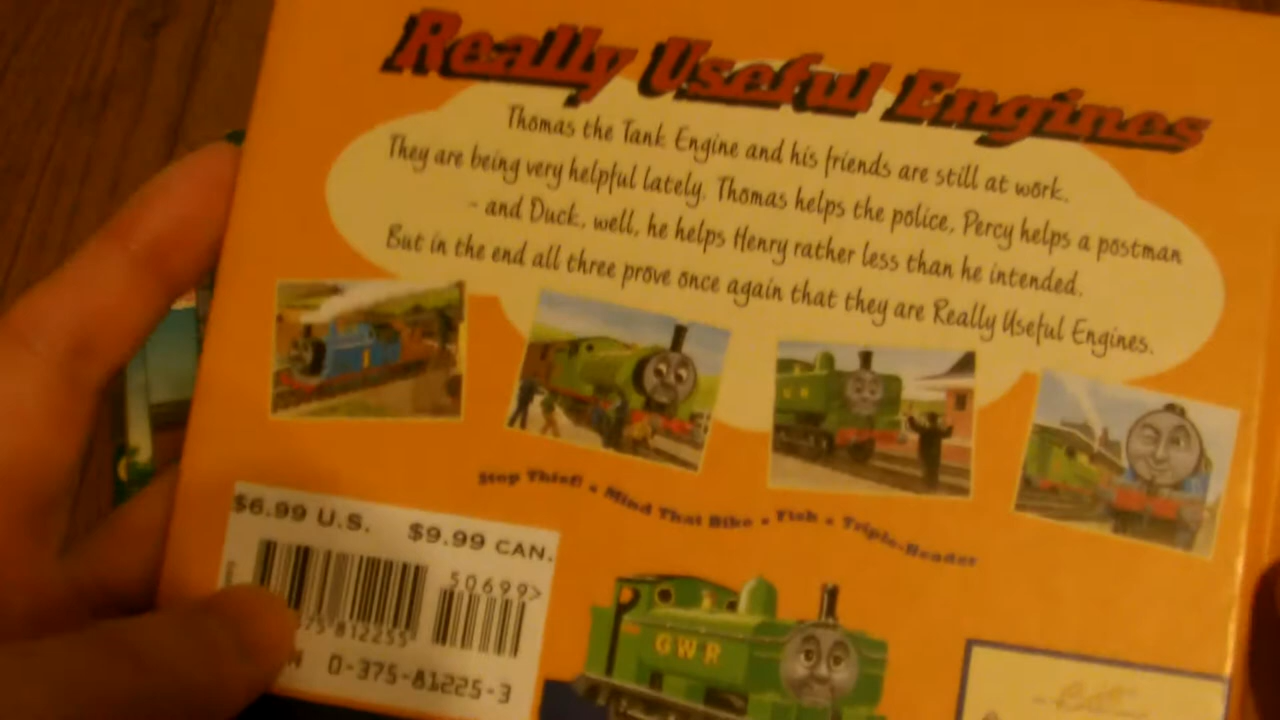 Really Useful Engines
Thomas the Tank Engine and his friends are still at work.
They are being very helpful lately. Thomas helps the police, Percy helps a postman
- and Duck, well, he helps Henry rather less than he intended.
But in the end all three prove once again that they are Really Useful Engines.
Stop Thief! • Mind That Bike • Fish • Triple-Header
$6.99 U.S. $9.99 CAN.
50699>
812255
0-375-81225-3
GWR